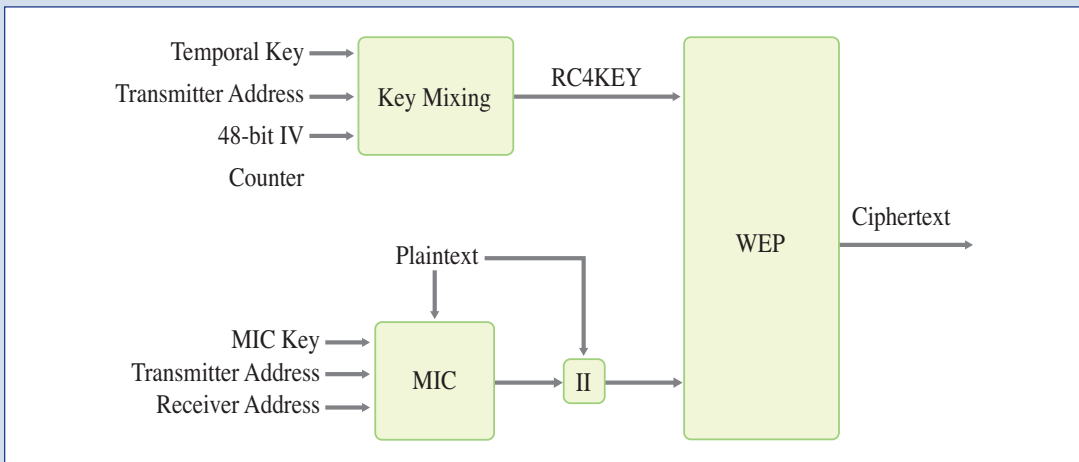 Temporal Key
Transmitter Address
48-bit IV
Counter
Key Mixing
RC4KEY
WEP
Ciphertext
Plaintext
MIC Key
Transmitter Address
Receiver Address
MIC
II